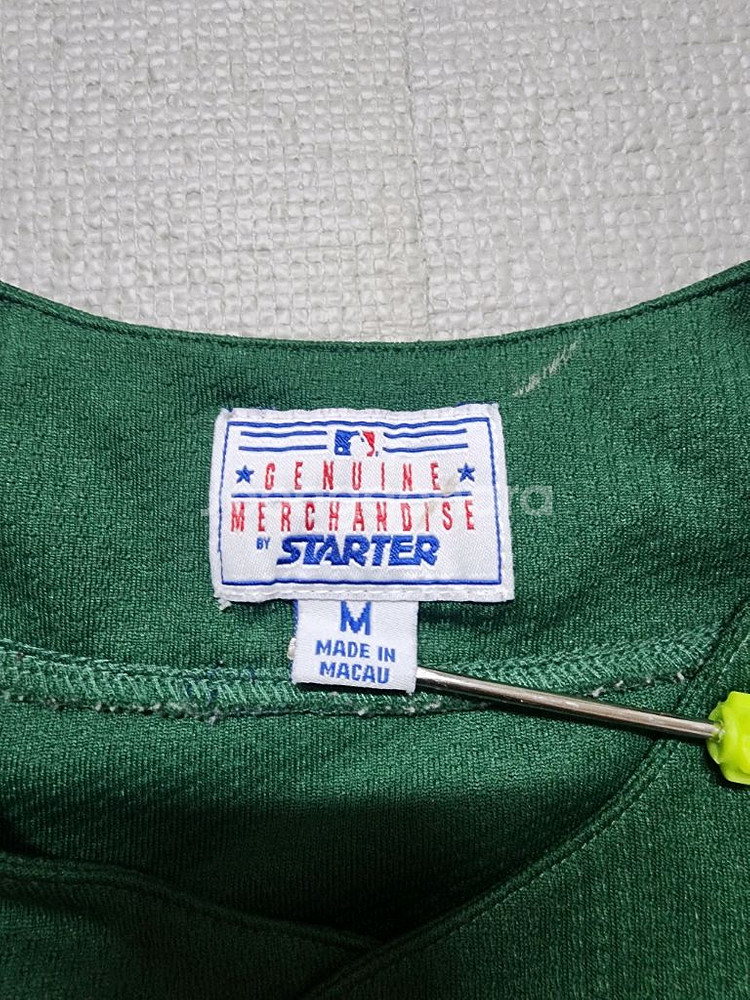 GENUINE
MERCHANDISE
BY STARTER
M
MADE IN
MACAU